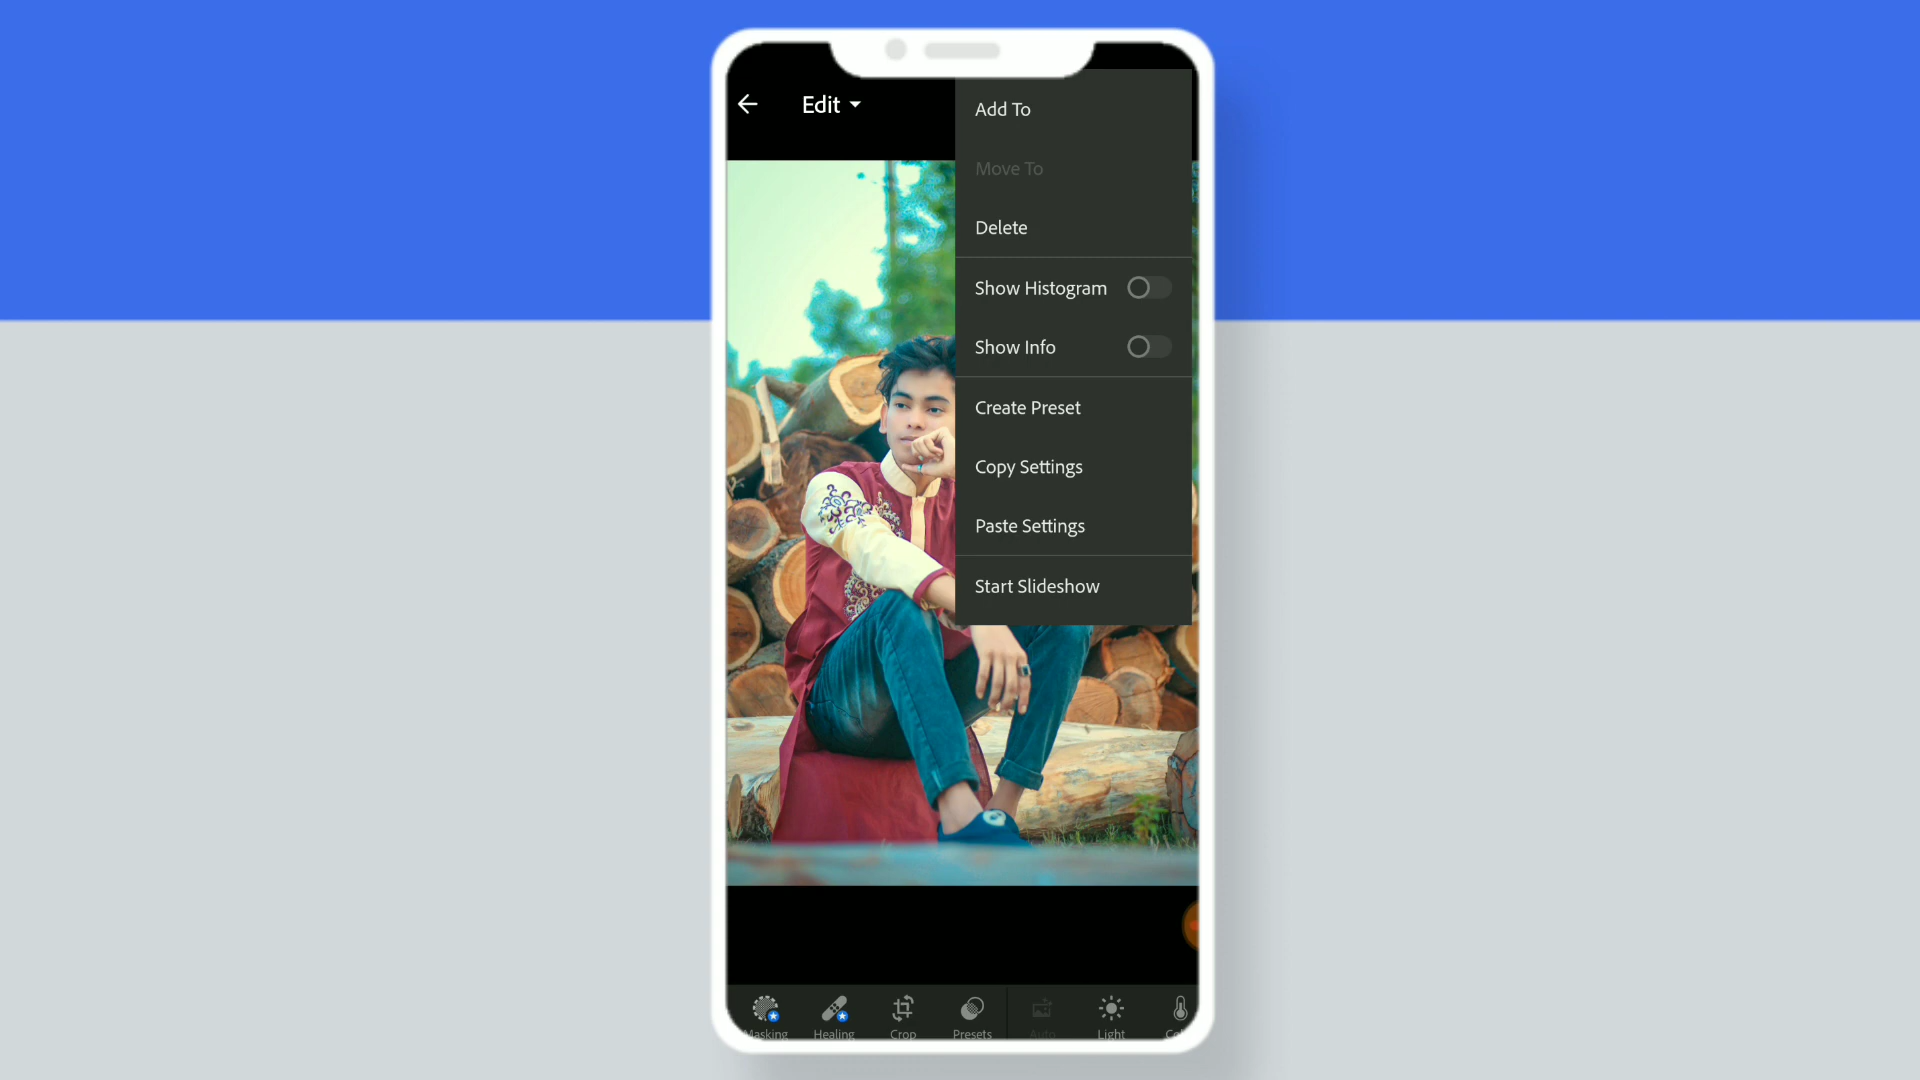 Edit
Add To
Move To
Delete
Show Histogram
Show Info
Create Preset
Copy Settings
Paste Settings
Start Slideshow
Masking
Healing
Crop
Presets
Auto
Light